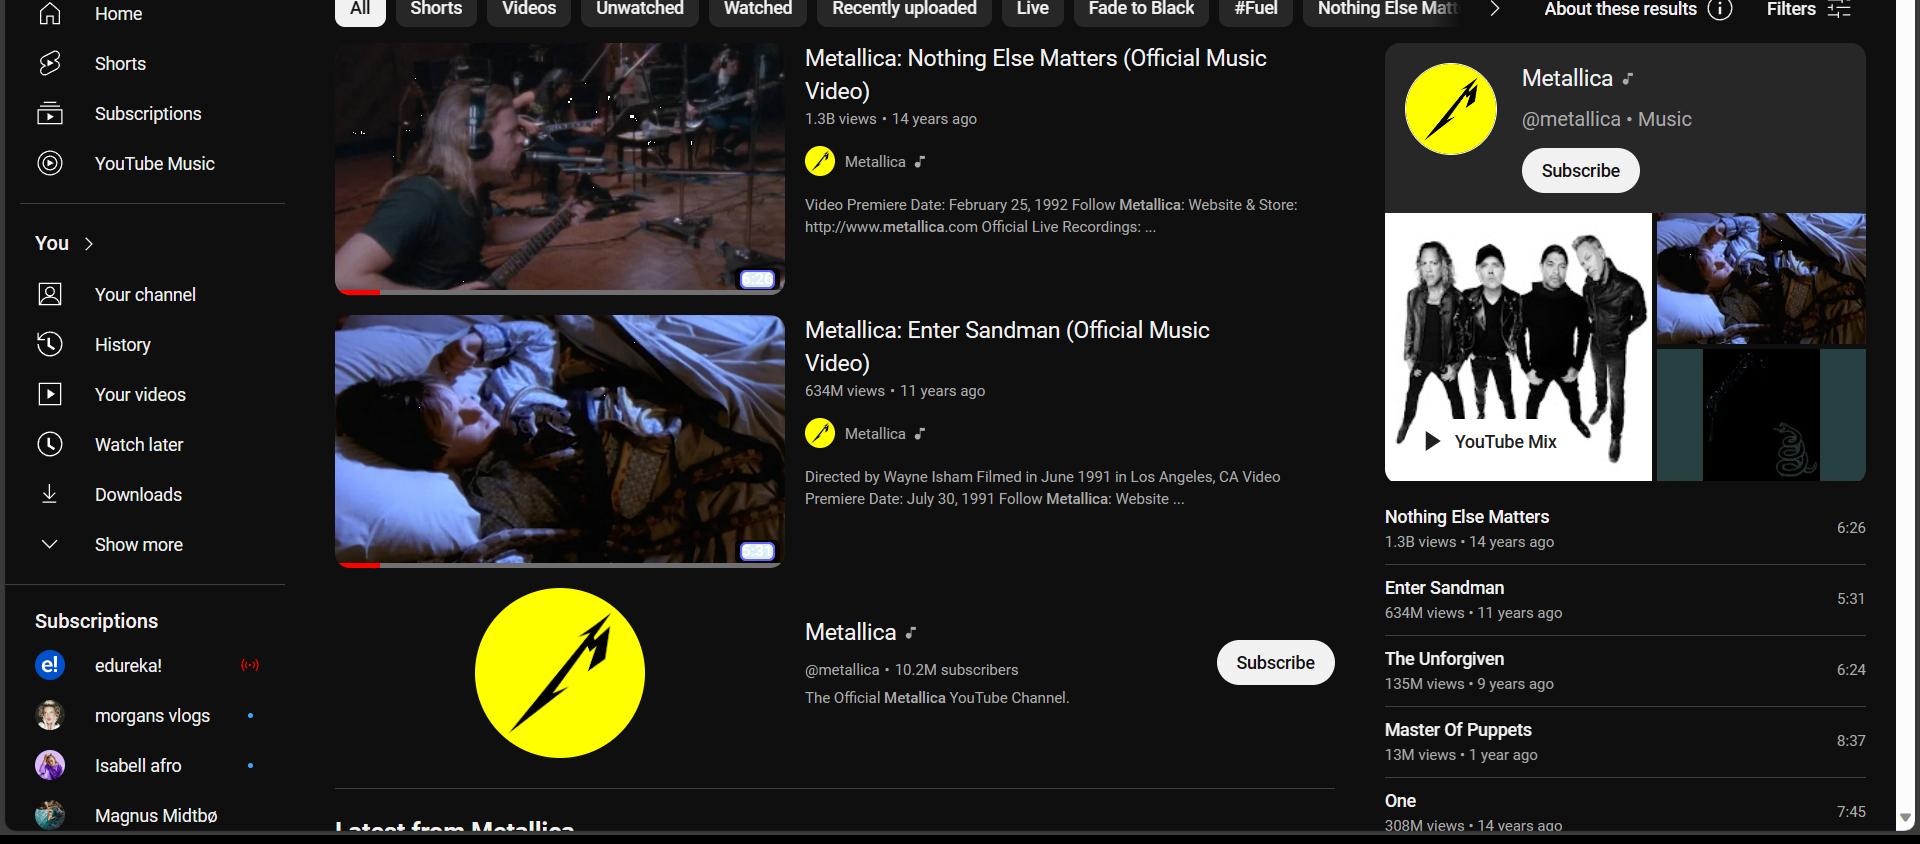 Home
Shorts
Subscriptions
YouTube Music
You
Your channel
History
Your videos
Watch later
Downloads
Show more
Subscriptions
e!
edureka!
morgans vlogs
Isabell afro
Magnus Midtbø
All
Shorts
Videos
Unwatched
Watched
Recently uploaded
Live
Fade to Black
#Fuel
Nothing Else Matt
About these results
Filters
Metallica: Nothing Else Matters (Official Music
Video)
1.3B views • 14 years ago
Metallica
Video Premiere Date: February 25, 1992 Follow Metallica: Website & Store:
http://www.metallica.com Official Live Recordings: ...
6:26
Metallica: Enter Sandman (Official Music
Video)
634M views • 11 years ago
Metallica
Directed by Wayne Isham Filmed in June 1991 in Los Angeles, CA Video
Premiere Date: July 30, 1991 Follow Metallica: Website ...
5:31
Metallica
@metallica • 10.2M subscribers
The Official Metallica YouTube Channel.
Subscribe
Latest from Metallica
Metallica
@metallica • Music
Subscribe
YouTube Mix
Nothing Else Matters
1.3B views • 14 years ago
6:26
Enter Sandman
634M views • 11 years ago
5:31
The Unforgiven
135M views • 9 years ago
6:24
Master Of Puppets
13M views • 1 year ago
8:37
One
308M views • 14 years ago
7:45